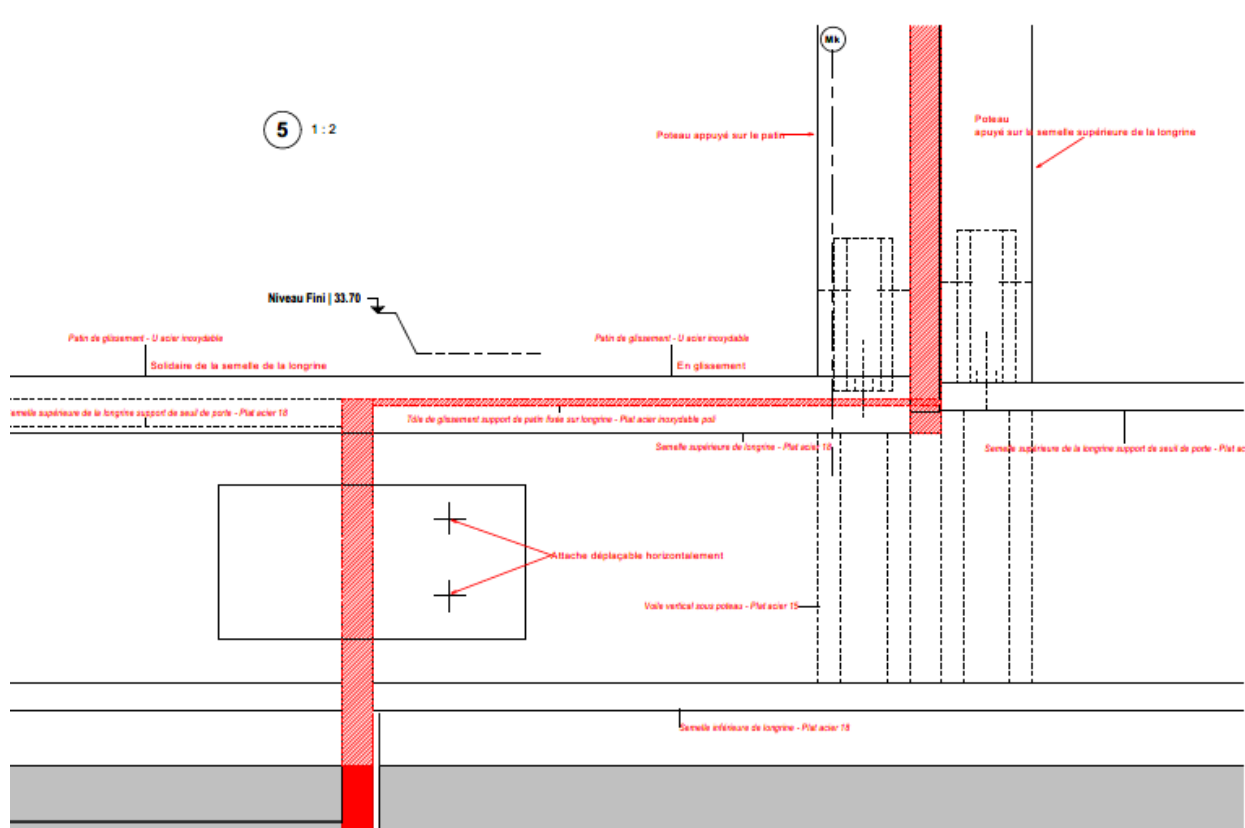 Mk
5 1 : 2
Poteau appuyé sur le patin
Poteau
apuyé sur la semelle supérieure de la longrine
Niveau Fini | 33.70
Patin de glissement - U acier inoxydable
Solidaire de la semelle de la longrine
Patin de glissement - U acier inoxydable
En glissement
semelle supérieure de la longrine support de seuil de porte - Plat acier 18
Tôle de glissement support de patin fixée sur longrine - Plat acier inoxydable poli
Semelle supérieure de longrine - Plat acier 18
Semelle supérieure de la longrine support de seuil de porte - Plat ac
Attache déplaçable horizontalement
Voile vertical sous poteau - Plat acier 15
Semelle inférieure de longrine - Plat acier 18